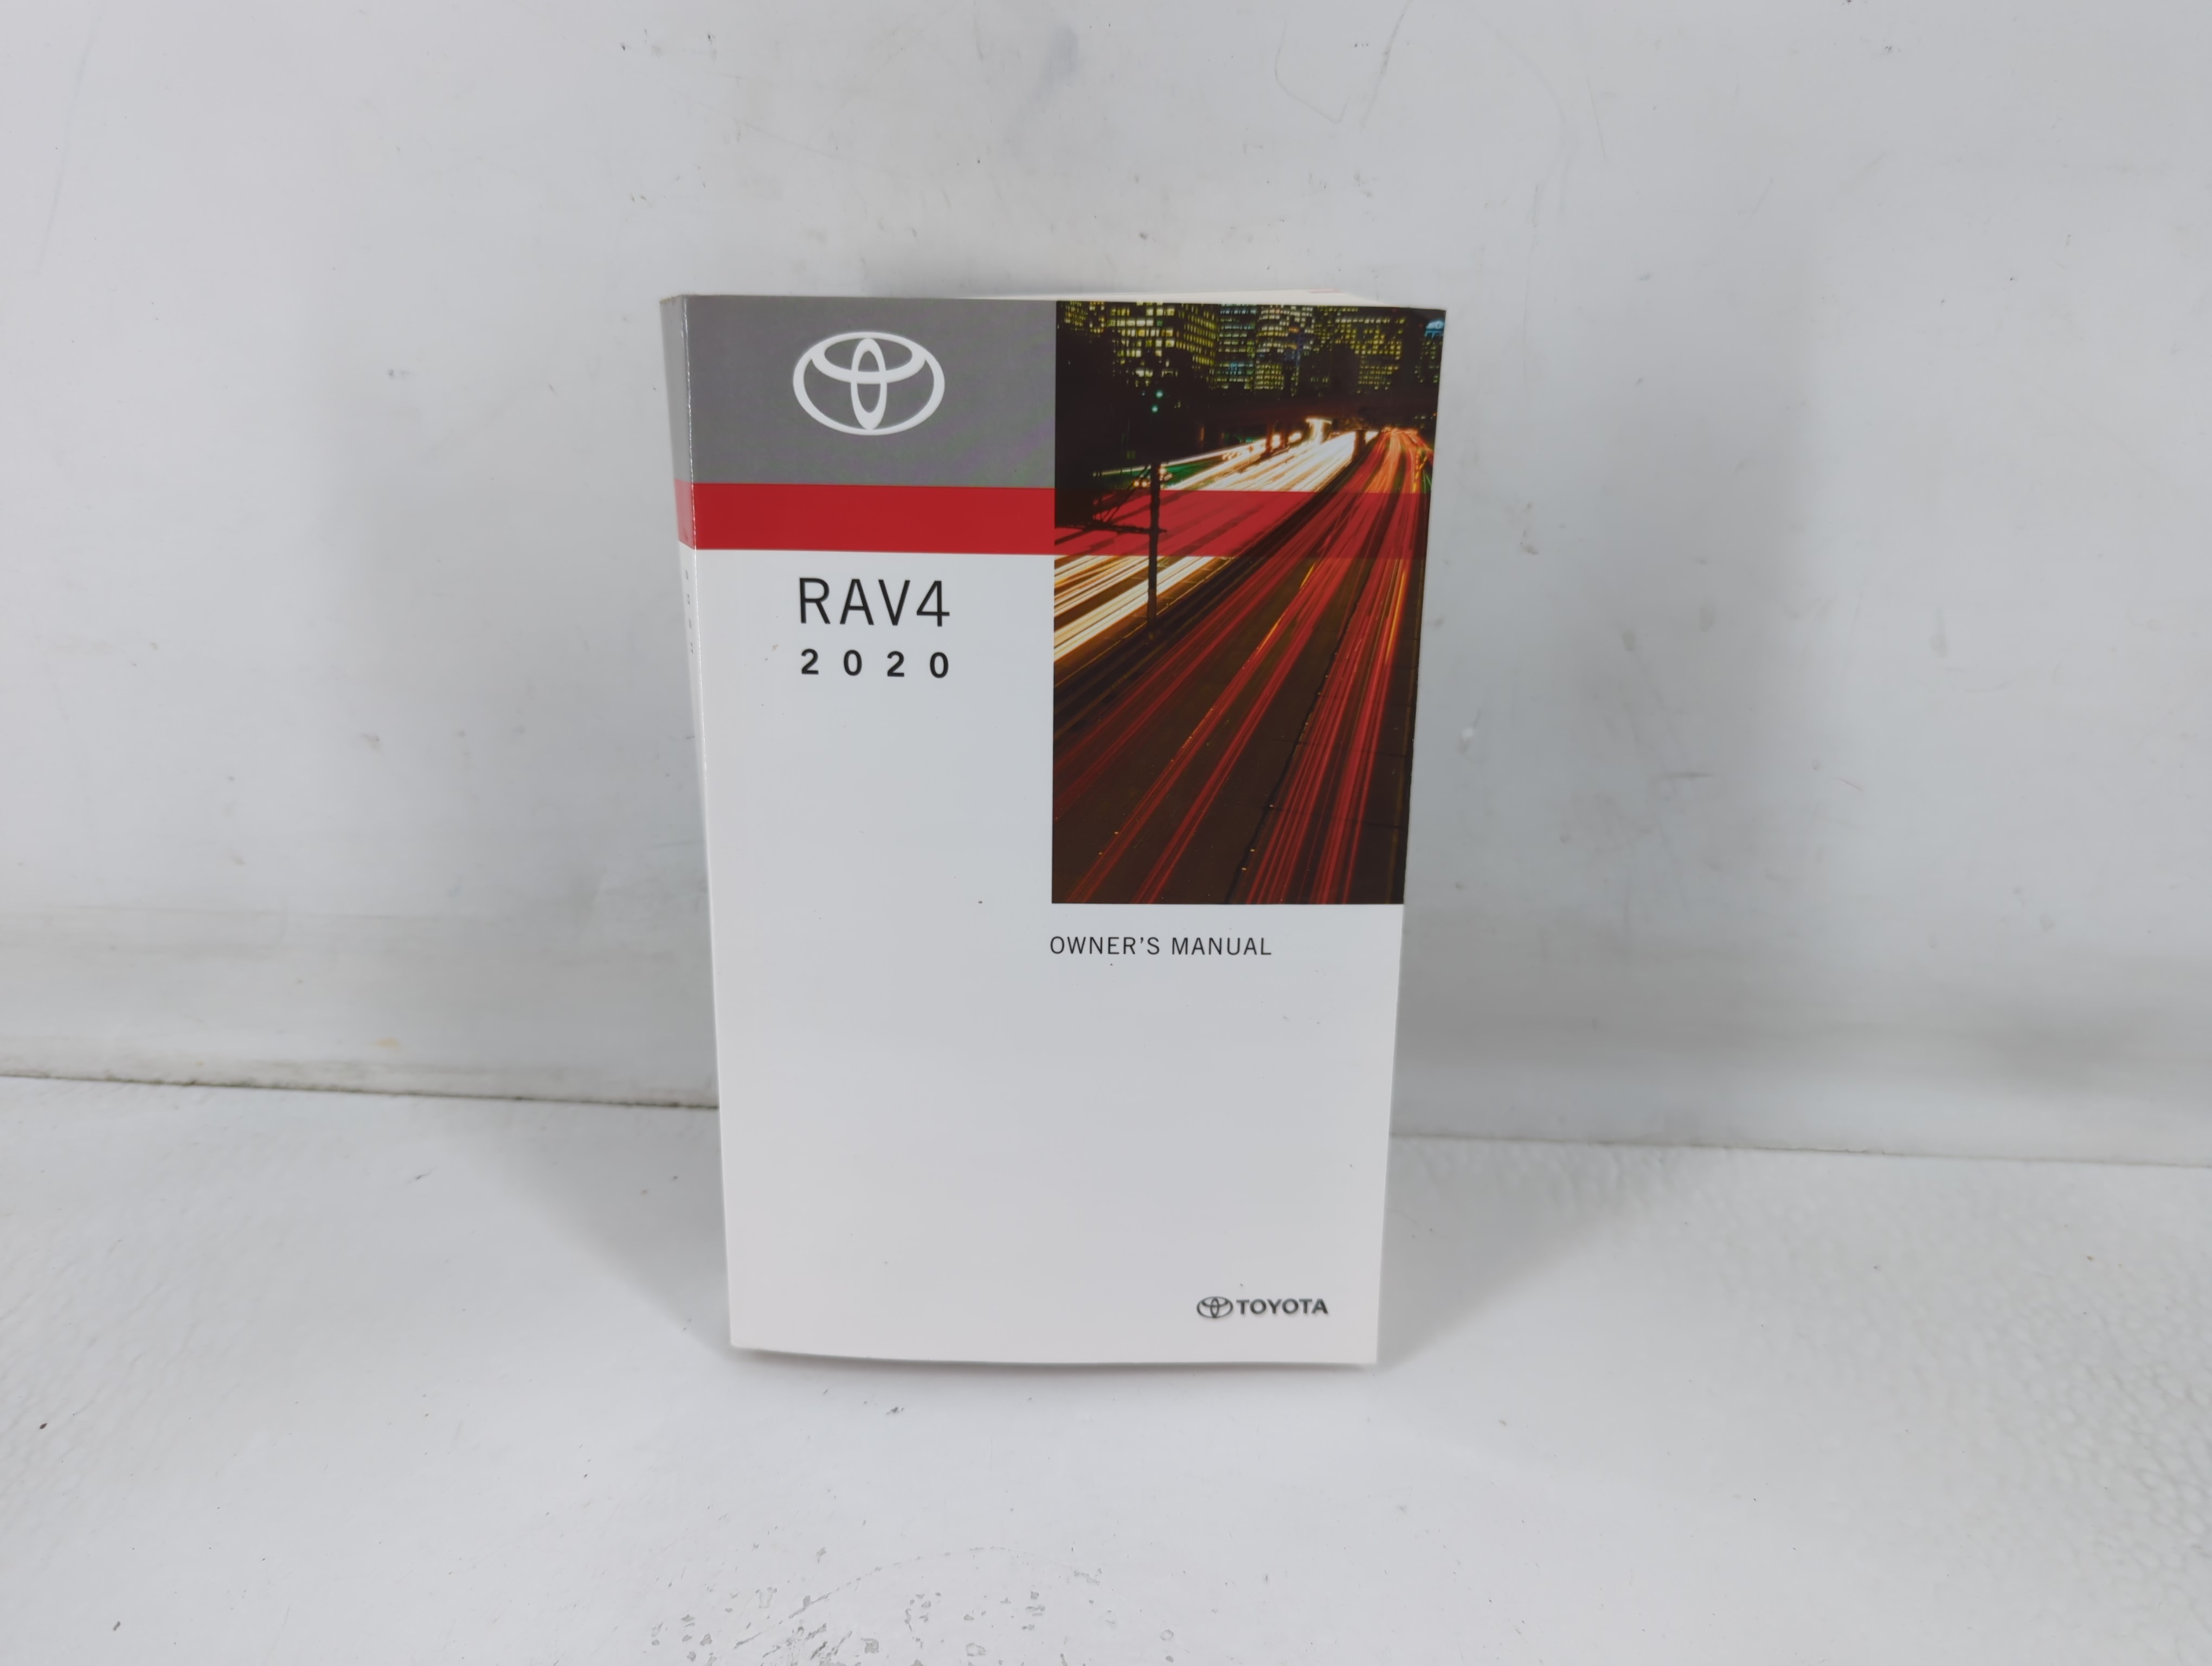 RAV4
2020
OWNER'S MANUAL
TOYOTA